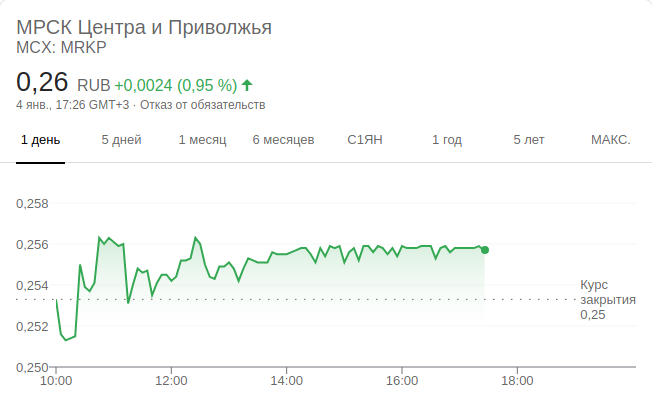 МРСК Центра и Приволжья
MCX: MRKP
0,26 RUB +0,0024 (0,95 %)
4 янв., 17:26 GMT+3 · Отказ от обязательств
1 день 5 дней 1 месяц 6 месяцев С1ЯН 1 год 5 лет МАКС.
0,258
0,256
0,254
0,252
0,250
Курс
закрытия
0,25
10:00 12:00 14:00 16:00 18:00